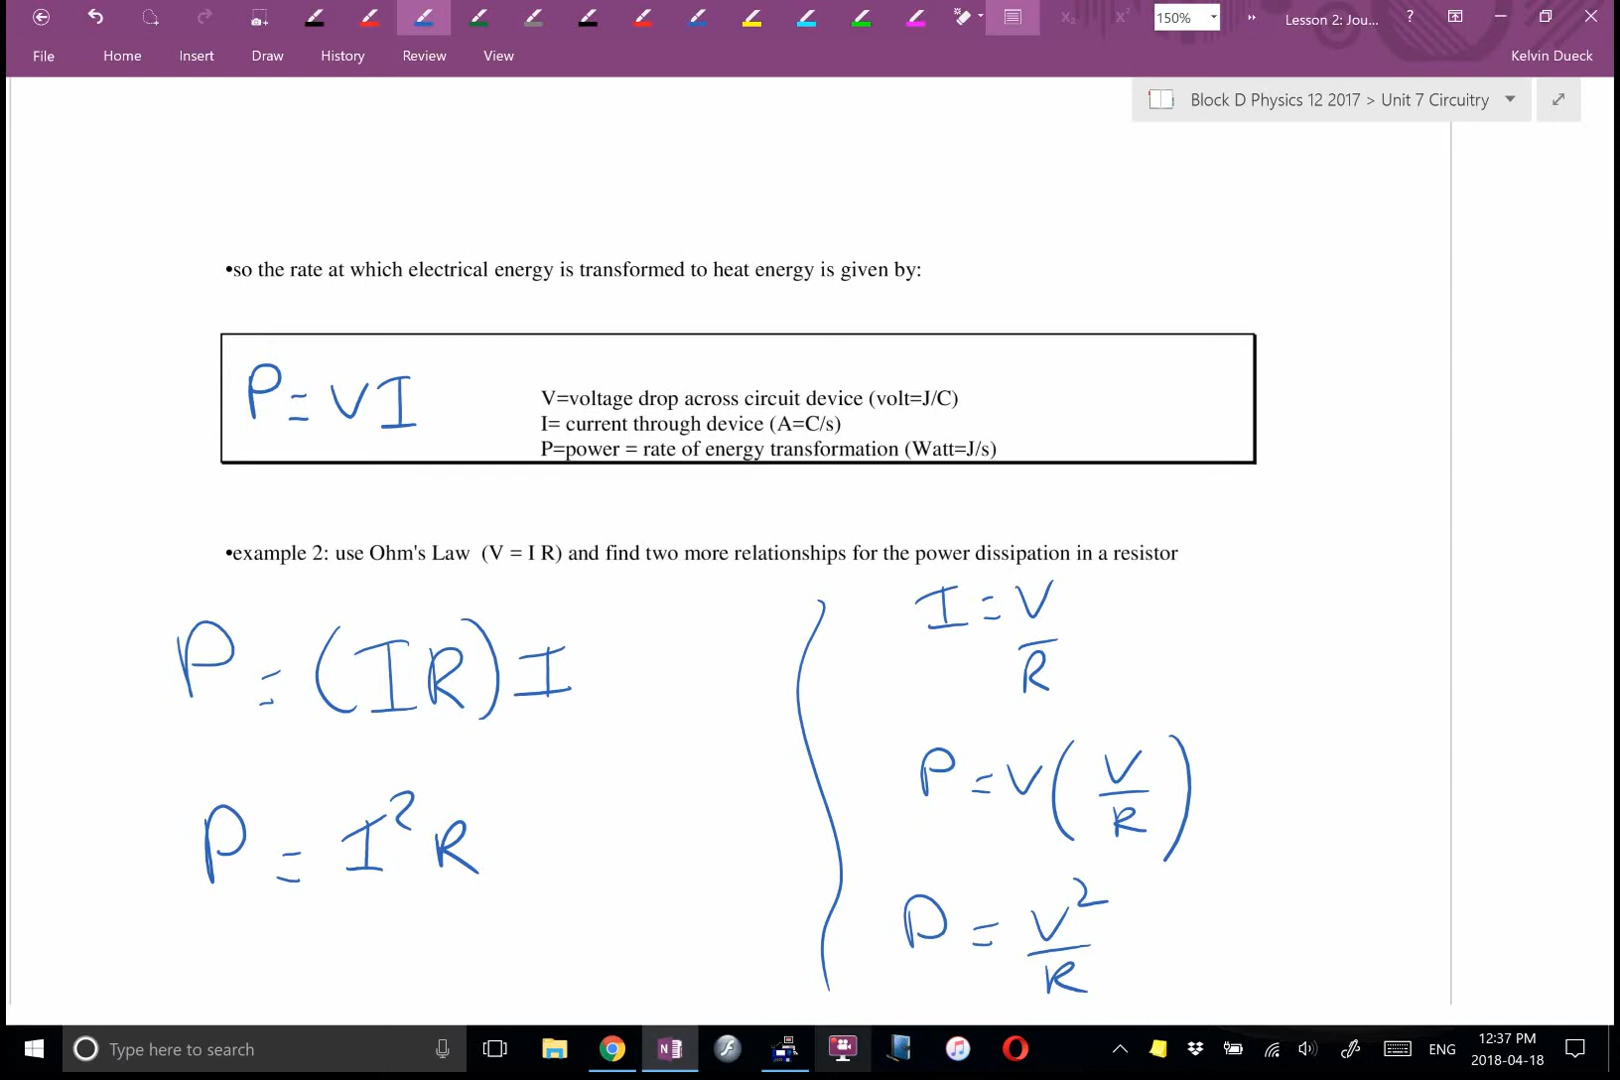 150%
Lesson 2: Jou...
?
File Home Insert Draw History Review View
Kelvin Dueck
Block D Physics 12 2017 > Unit 7 Circuitry
•so the rate at which electrical energy is transformed to heat energy is given by:
P = VI
V=voltage drop across circuit device (volt=J/C)
I= current through device (A=C/s)
P=power = rate of energy transformation (Watt=J/s)
•example 2: use Ohm's Law (V = I R) and find two more relationships for the power dissipation in a resistor
P = (IR)I
P = I²R
I = V/R
P = V(V/R)
P = V²/R
Type here to search
ENG
12:37 PM
2018-04-18